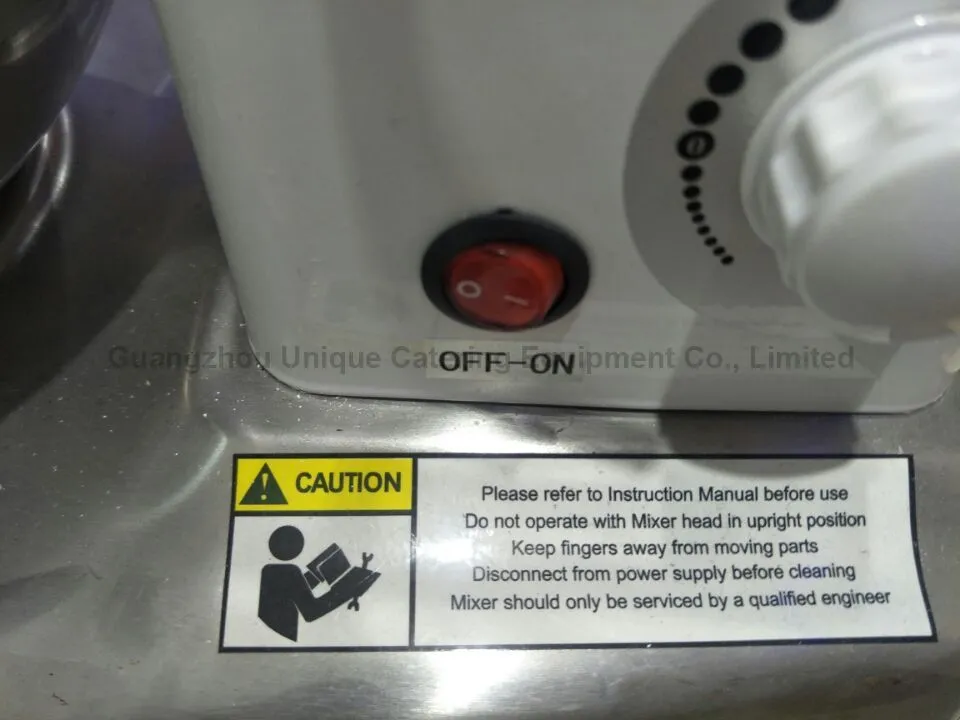 O I
Guangzhou Unique Catering Equipment Co., Limited
OFF-ON
CAUTION
Please refer to Instruction Manual before use
Do not operate with Mixer head in upright position
Keep fingers away from moving parts
Disconnect from power supply before cleaning
Mixer should only be serviced by a qualified engineer